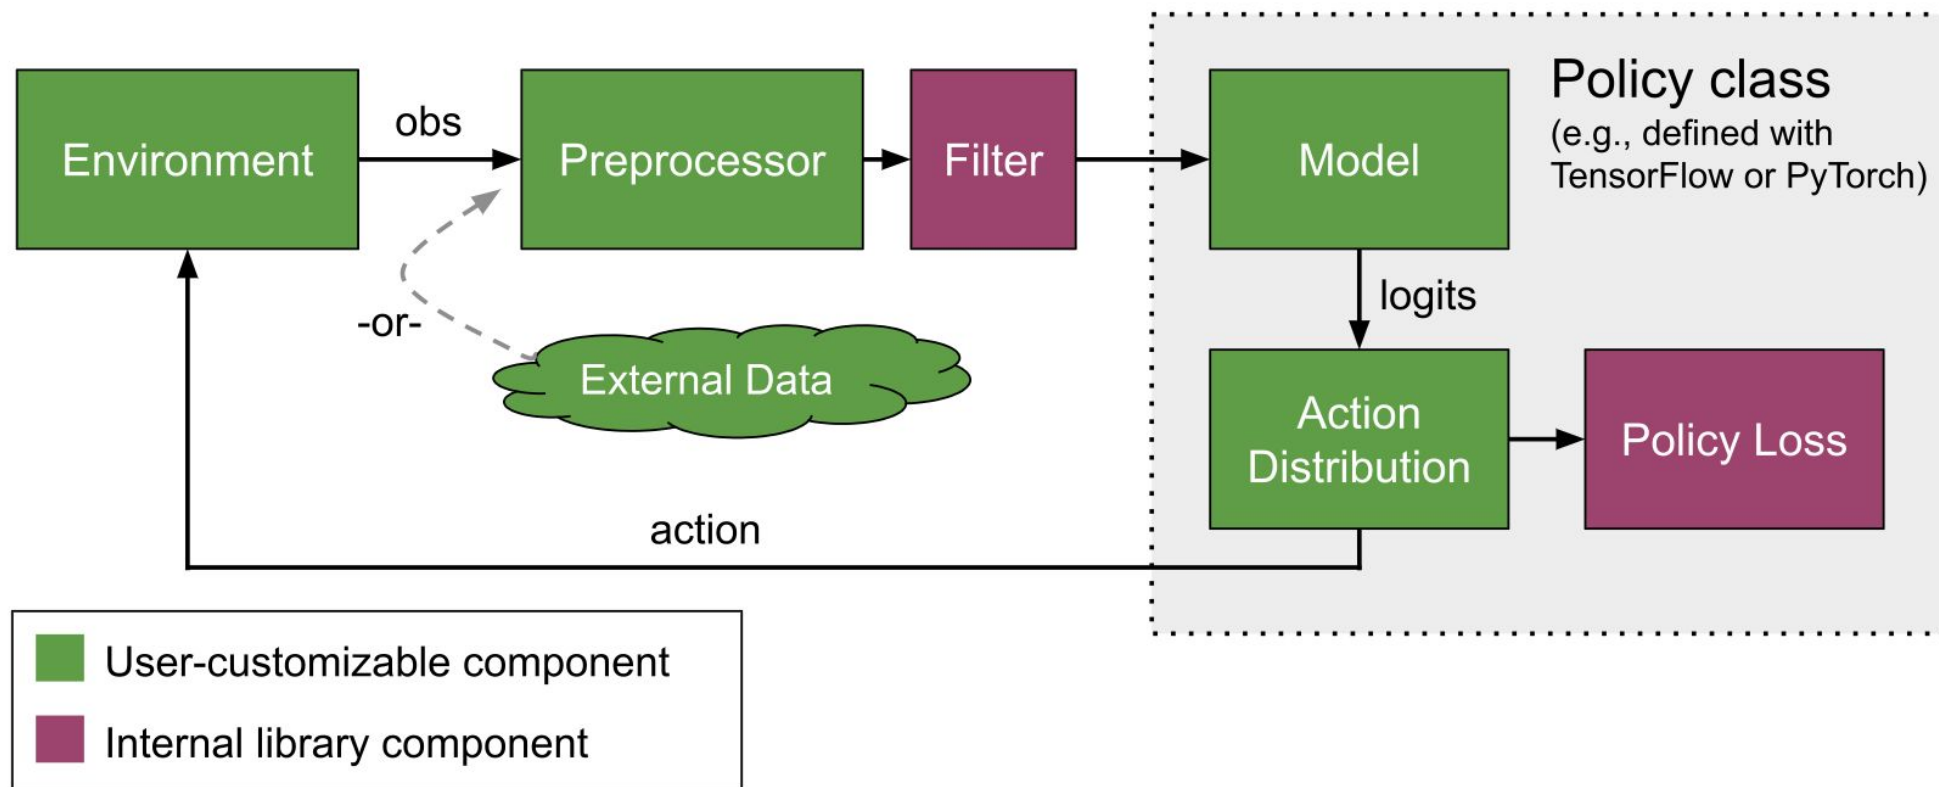 Environment
obs
Preprocessor
Filter
Model
Policy class
(e.g., defined with
TensorFlow or PyTorch)
-or-
External Data
logits
Action
Distribution
Policy Loss
action
User-customizable component
Internal library component